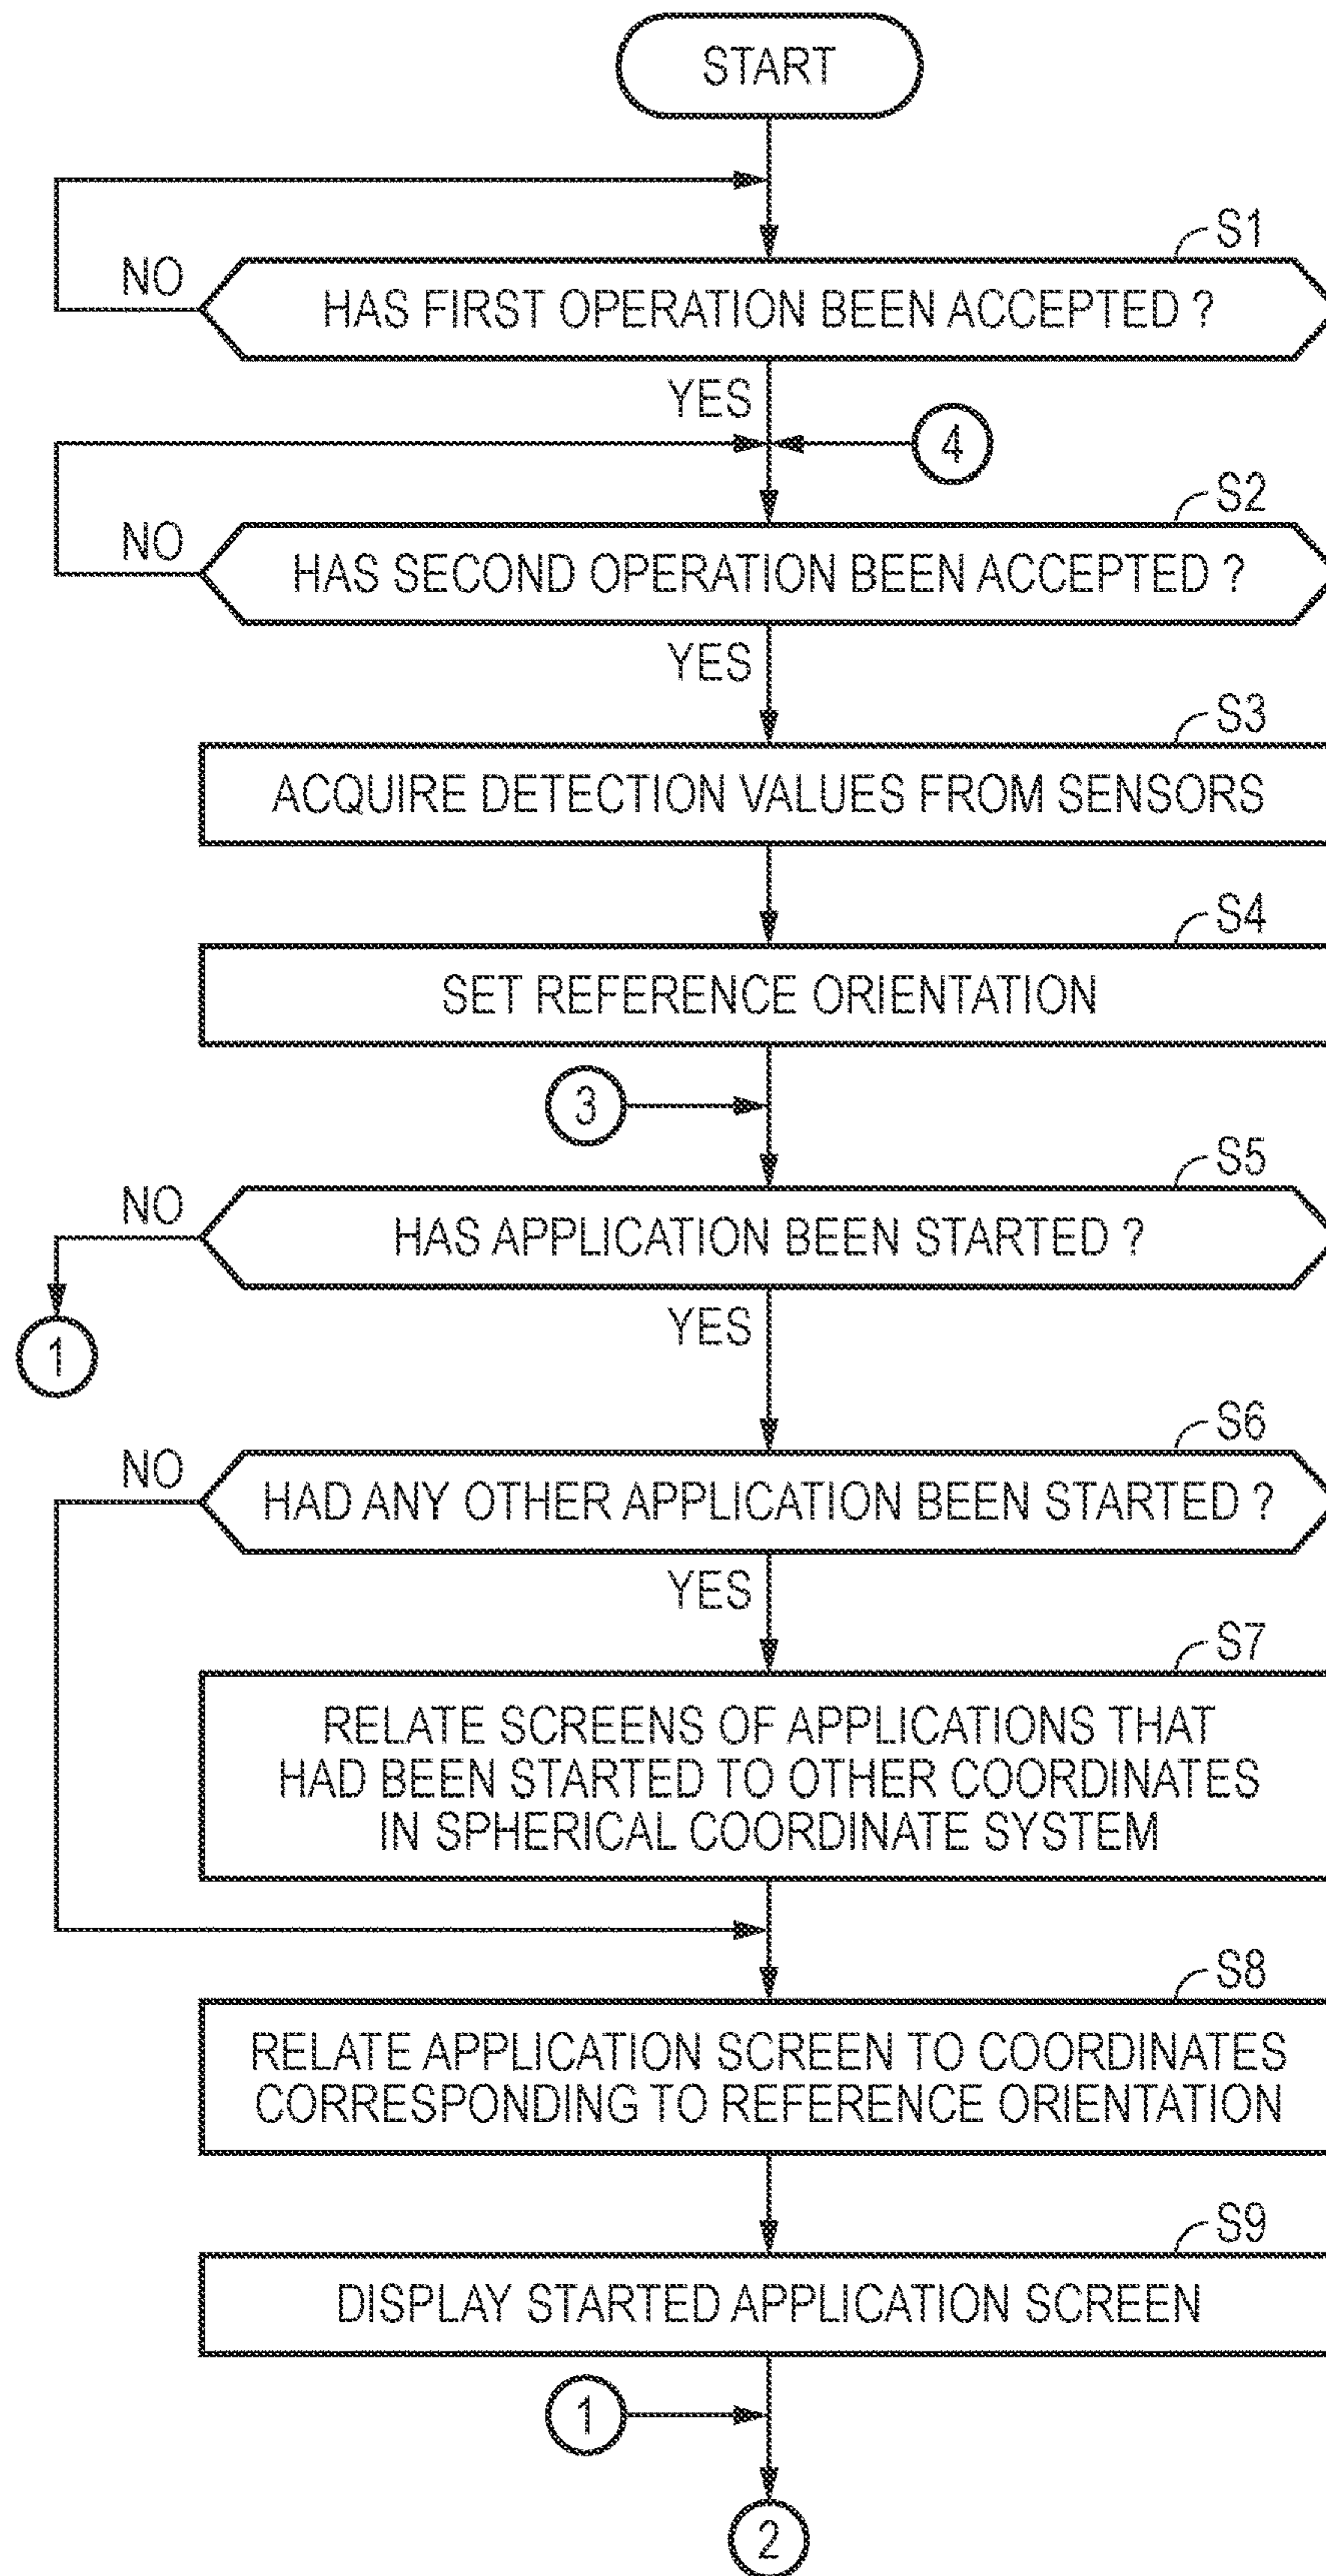 START
S1
NO
HAS FIRST OPERATION BEEN ACCEPTED ?
YES
4
S2
NO
HAS SECOND OPERATION BEEN ACCEPTED ?
YES
S3
ACQUIRE DETECTION VALUES FROM SENSORS
S4
SET REFERENCE ORIENTATION
3
S5
NO
HAS APPLICATION BEEN STARTED ?
YES
1
S6
NO
HAD ANY OTHER APPLICATION BEEN STARTED ?
YES
S7
RELATE SCREENS OF APPLICATIONS THAT
HAD BEEN STARTED TO OTHER COORDINATES
IN SPHERICAL COORDINATE SYSTEM
S8
RELATE APPLICATION SCREEN TO COORDINATES
CORRESPONDING TO REFERENCE ORIENTATION
S9
DISPLAY STARTED APPLICATION SCREEN
1
2